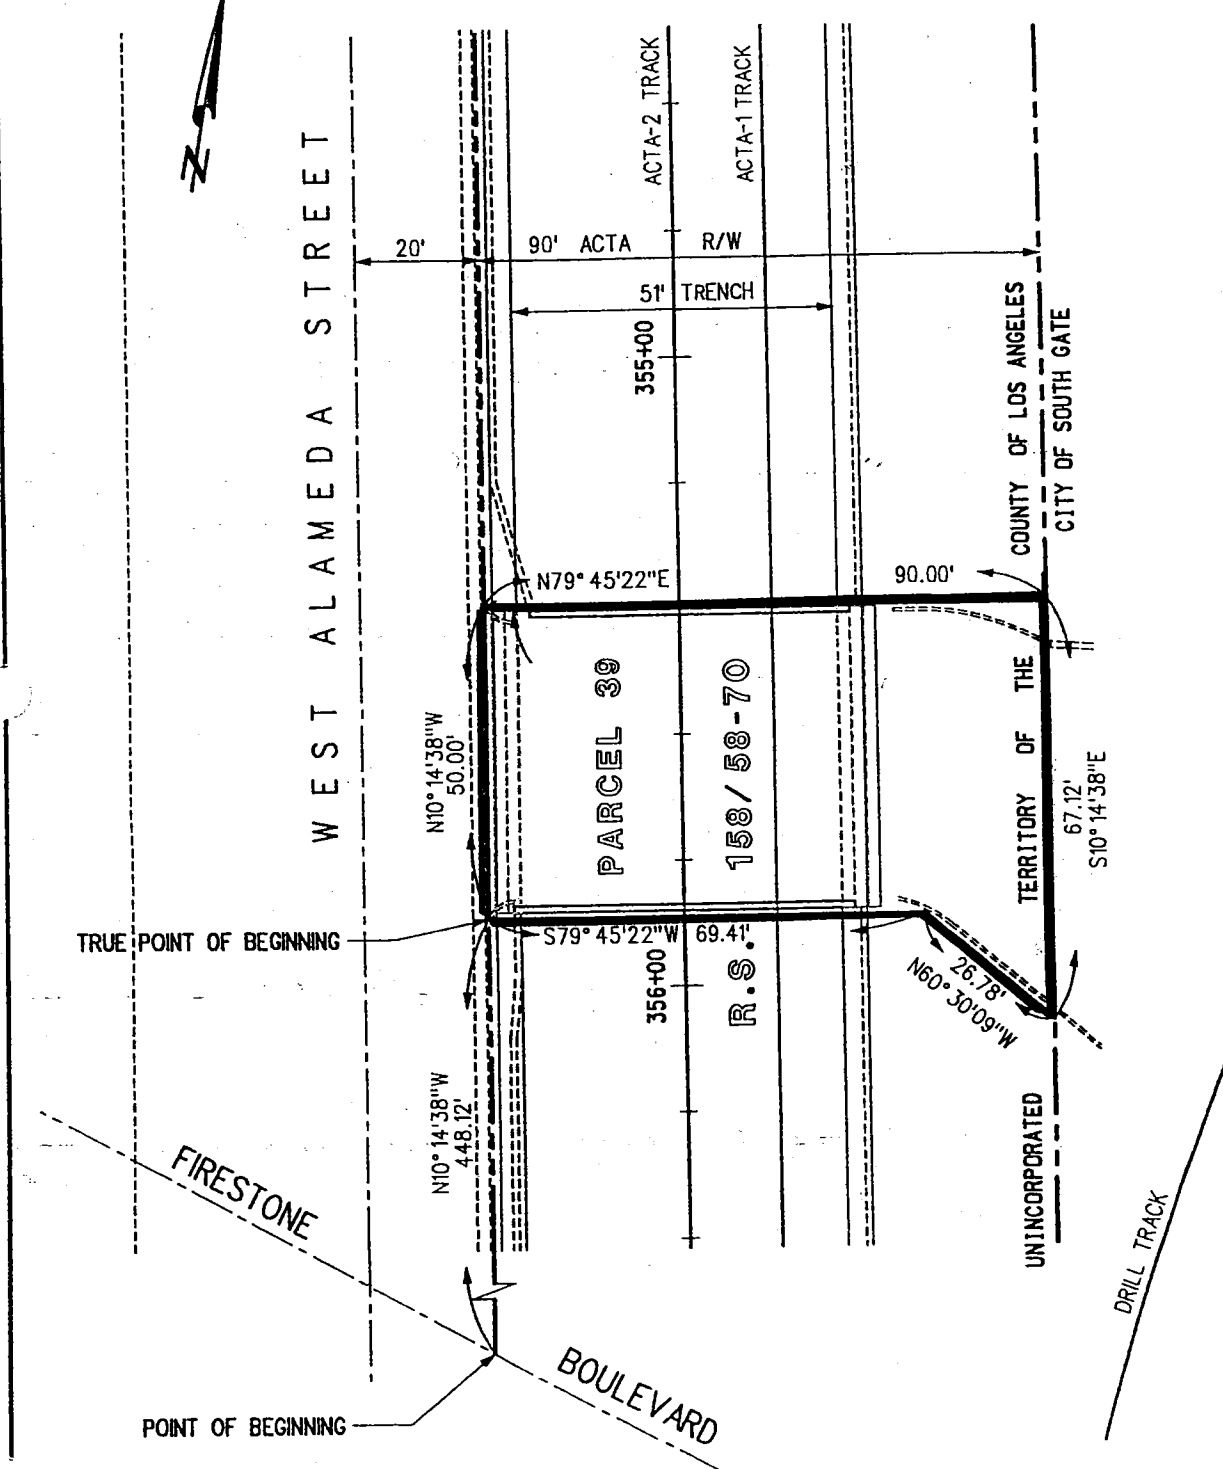 N
WEST ALAMEDA STREET
ACTA-2 TRACK
ACTA-1 TRACK
20'
90' ACTA R/W
51' TRENCH
355+00
COUNTY OF LOS ANGELES
CITY OF SOUTH GATE
N79°45'22"E
90.00'
PARCEL 39
R.S. 158/58-70
N10°14'38"W
50.00'
UNINCORPORATED TERRITORY OF THE
67.12'
S10°14'38"E
TRUE POINT OF BEGINNING
S79°45'22"W 69.41'
356+00
26.78'
N60°30'09"W
N10°14'38"W
448.12'
FIRESTONE BOULEVARD
DRILL TRACK
POINT OF BEGINNING